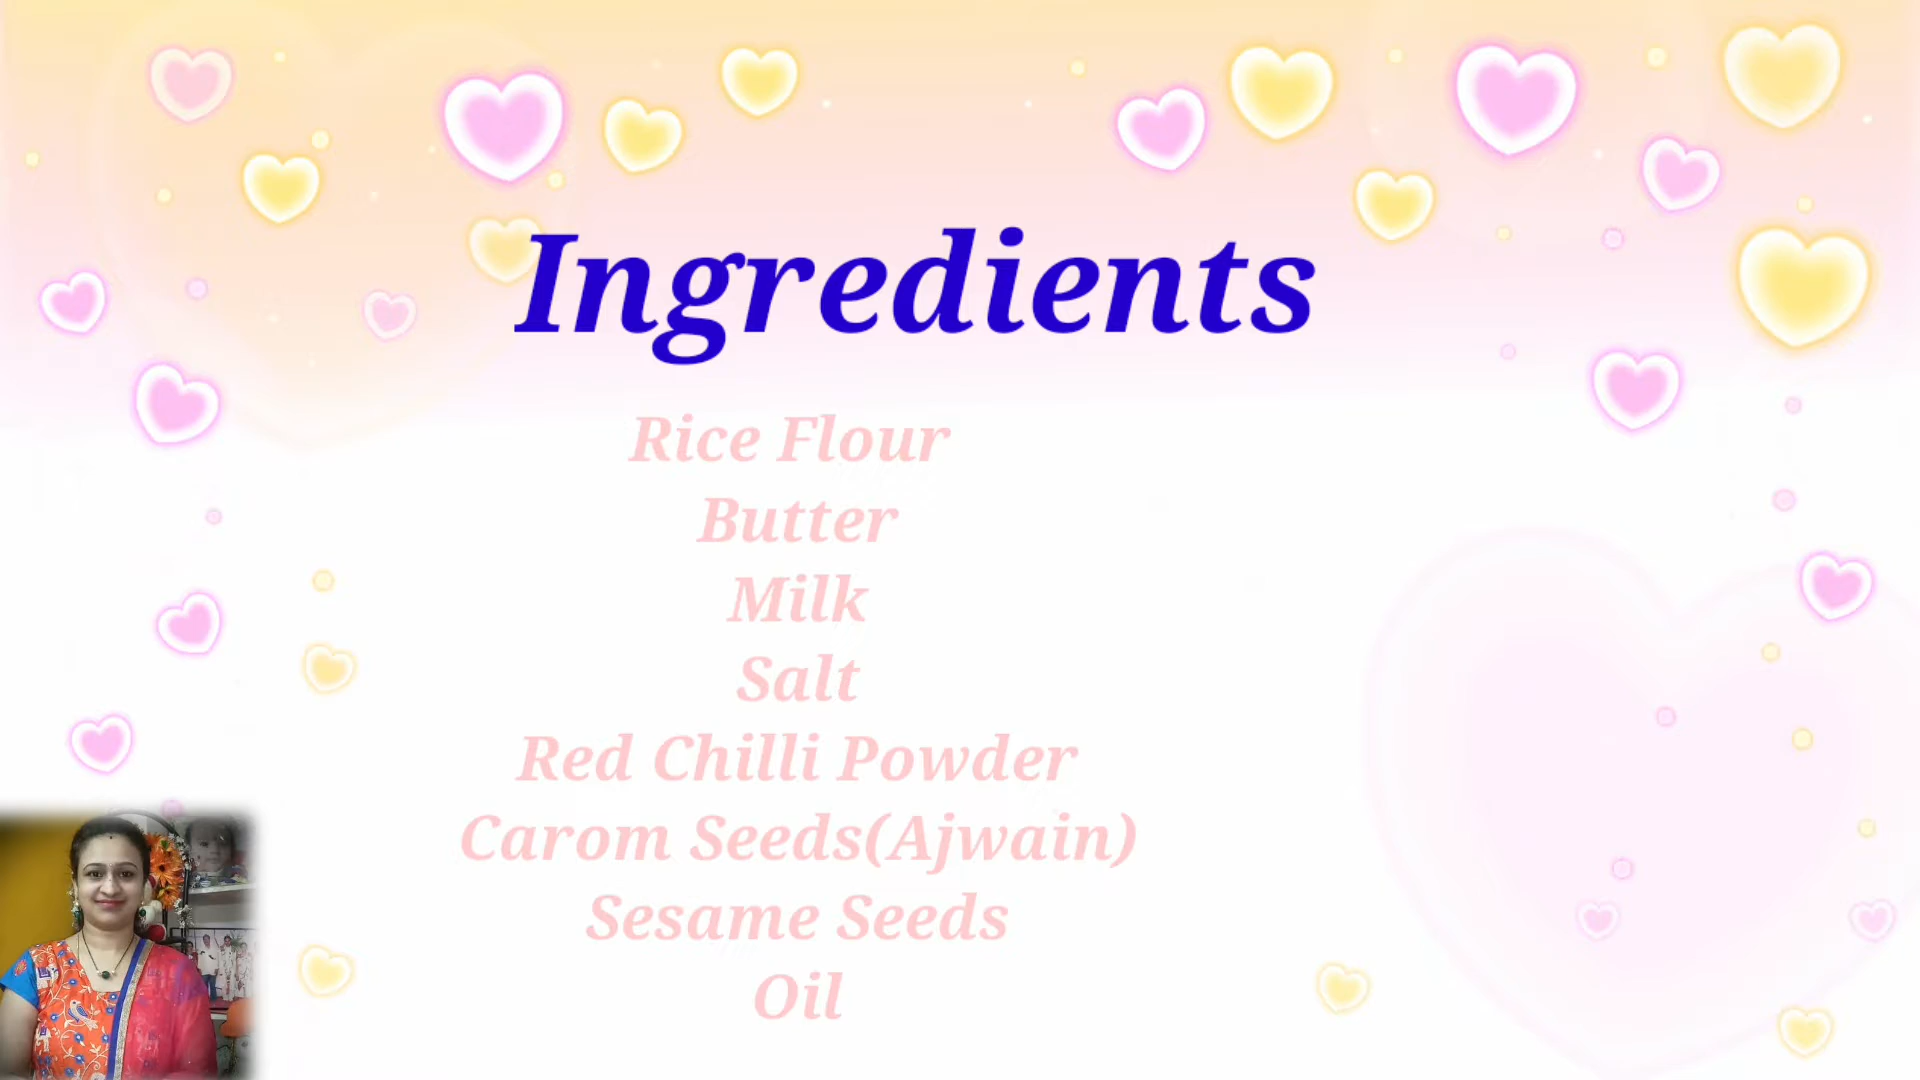 Ingredients
Rice Flour
Butter
Milk
Salt
Red Chilli Powder
Carom Seeds(Ajwain)
Sesame Seeds
Oil